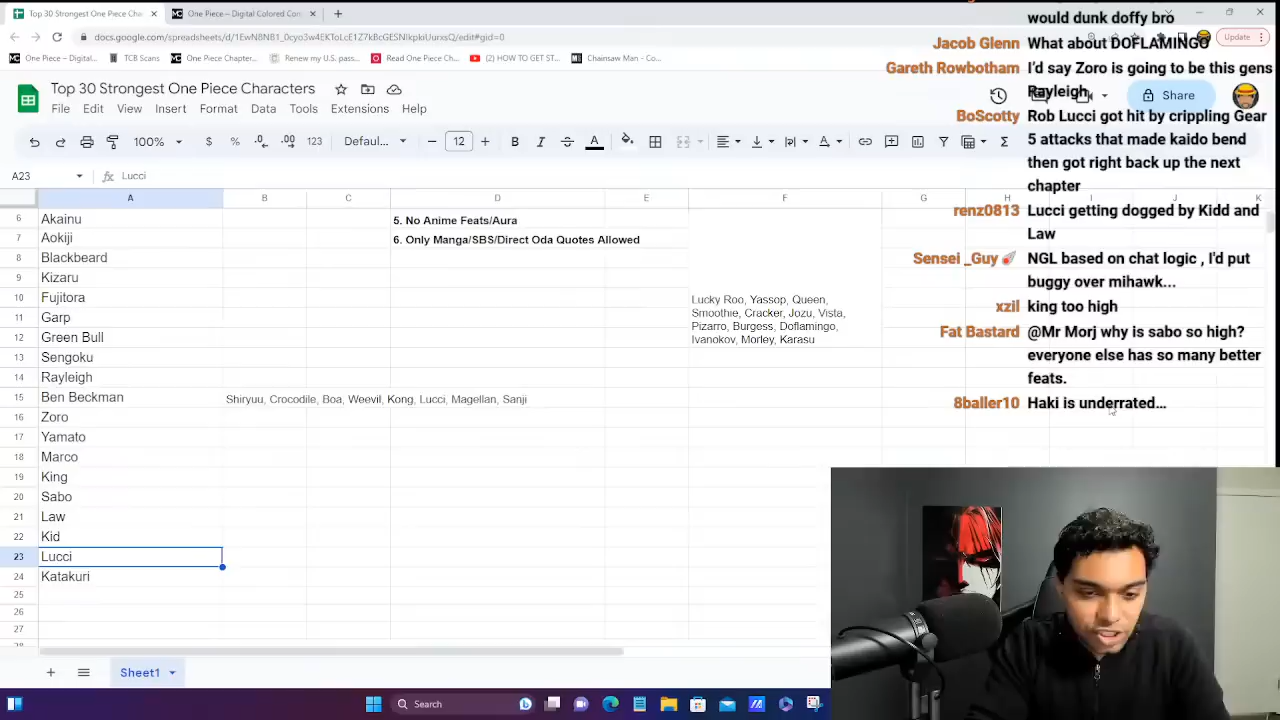 Top 30 Strongest One Piece Cha
One Piece – Digital Colored Con
docs.google.com/spreadsheets/d/1EwN8N81_0cyo3w4EKToLcE1Z7kBcGESNIkpkluUurxsQ/edit#gid=0
Update
One Piece – Digital...
TCB Scans
One Piece Chapter...
Renew my U.S. pass...
Read One Piece Ch...
(2) HOW TO GET ST...
Chainsaw Man - Co...
Top 30 Strongest One Piece Characters
File Edit View Insert Format Data Tools Extensions Help
Share
100% $ % .0 .00 123 Defaul... 12 B I A
A23 Lucci
A B C D E F G H I J K
6 Akainu 5. No Anime Feats/Aura
7 Aokiji 6. Only Manga/SBS/Direct Oda Quotes Allowed
8 Blackbeard
9 Kizaru
10 Fujitora
11 Garp
12 Green Bull
13 Sengoku
14 Rayleigh
15 Ben Beckman Shiryuu, Crocodile, Boa, Weevil, Kong, Lucci, Magellan, Sanji
16 Zoro
17 Yamato
18 Marco
19 King
20 Sabo
21 Law
22 Kid
23 Lucci
24 Katakuri
25
26
27
28
Lucky Roo, Yassop, Queen,
Smoothie, Cracker, Jozu, Vista,
Pizarro, Burgess, Doflamingo,
Ivanokov, Morley, Karasu
would dunk doffy bro
Jacob Glenn What about DOFLAMINGO
Gareth Rowbotham I'd say Zoro is going to be this gens
Rayleigh
BoScotty Rob Lucci got hit by crippling Gear
5 attacks that made kaido bend
then got right back up the next
chapter
renz0813 Lucci getting dogged by Kidd and
Law
Sensei _Guy NGL based on chat logic , I'd put
buggy over mihawk...
xzil king too high
Fat Bastard @Mr Morj why is sabo so high?
everyone else has so many better
feats.
8baller10 Haki is underrated...
Sheet1
Search